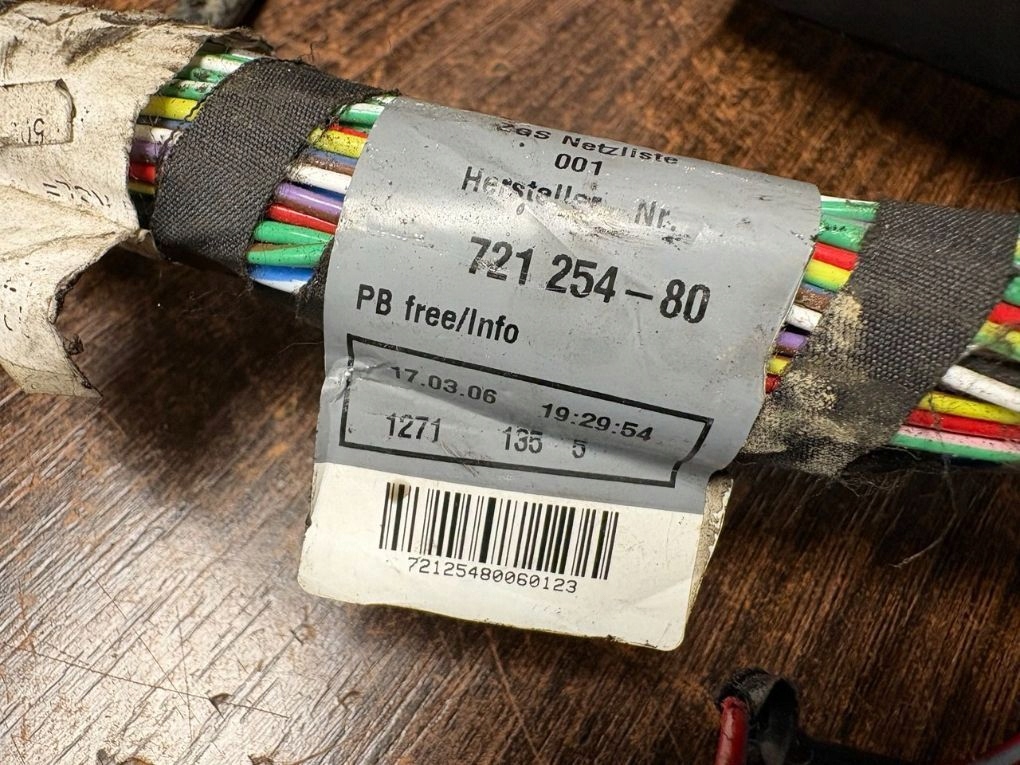 ZGS Netzliste
001
Hersteller Nr.
721 254-80
PB free/Info
17.03.06 19:29:54
1271 135 5
72125480060123